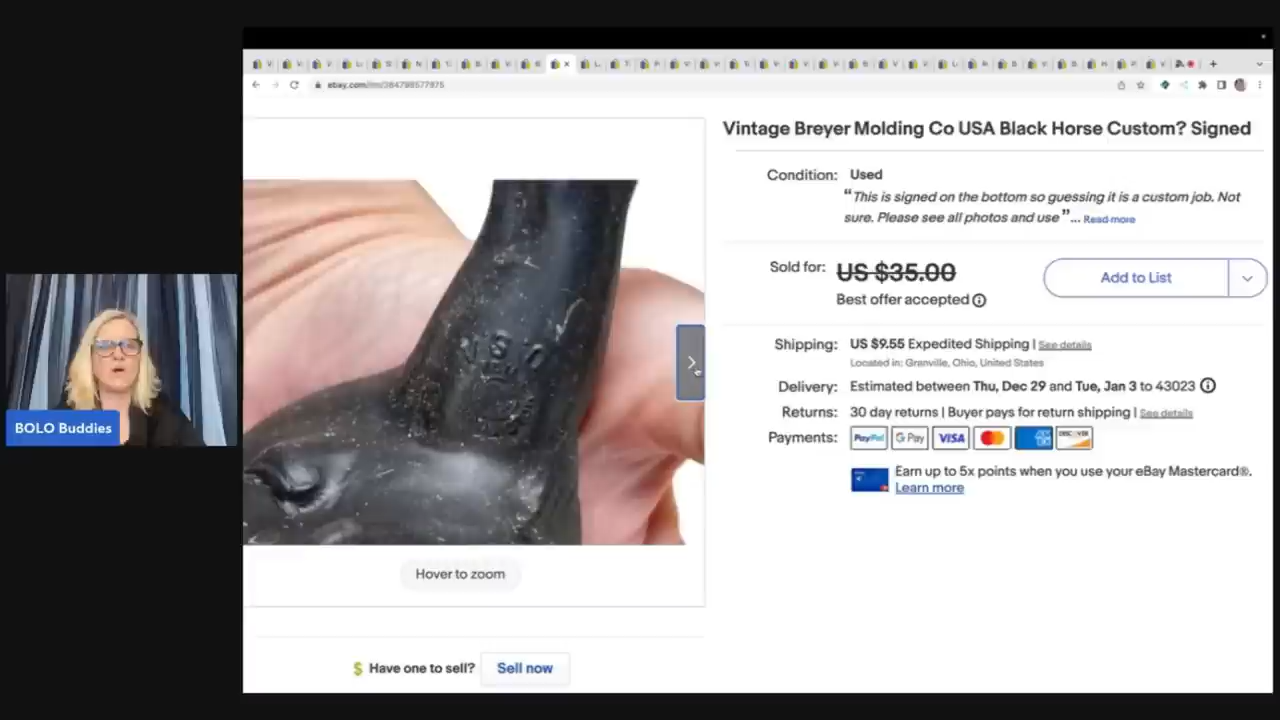 ebay.com/itm/364798577975
Vintage Breyer Molding Co USA Black Horse Custom? Signed
Condition: Used
"This is signed on the bottom so guessing it is a custom job. Not
sure. Please see all photos and use "... Read more
Sold for: US $35.00
Add to List
Best offer accepted
Shipping: US $9.55 Expedited Shipping | See details
Located in: Granville, Ohio, United States
Delivery: Estimated between Thu, Dec 29 and Tue, Jan 3 to 43023
Returns: 30 day returns | Buyer pays for return shipping | See details
Payments: PayPal G Pay VISA DISCOVER
Earn up to 5x points when you use your eBay Mastercard®.
Learn more
BOLO Buddies
Hover to zoom
$ Have one to sell? Sell now